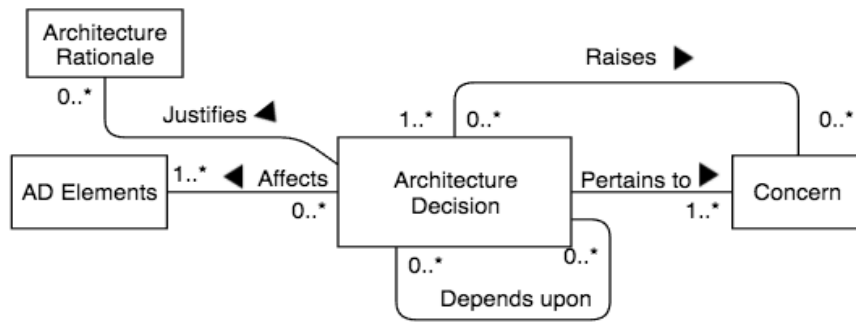 Architecture
Rationale
0..*
Raises
Justifies
1..*
0..*
0..*
AD Elements
1..*
Affects
0..*
Architecture
Decision
Pertains to
1..*
Concern
0..*
0..*
Depends upon